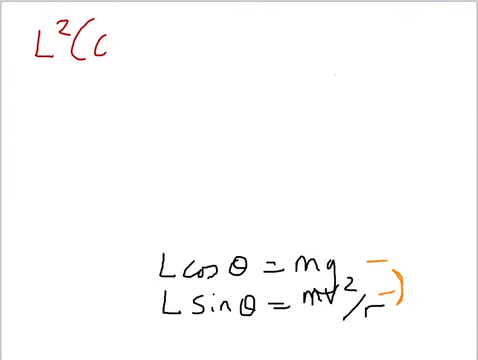 L²(C
L cos θ = mg
L sin θ = mv²/r